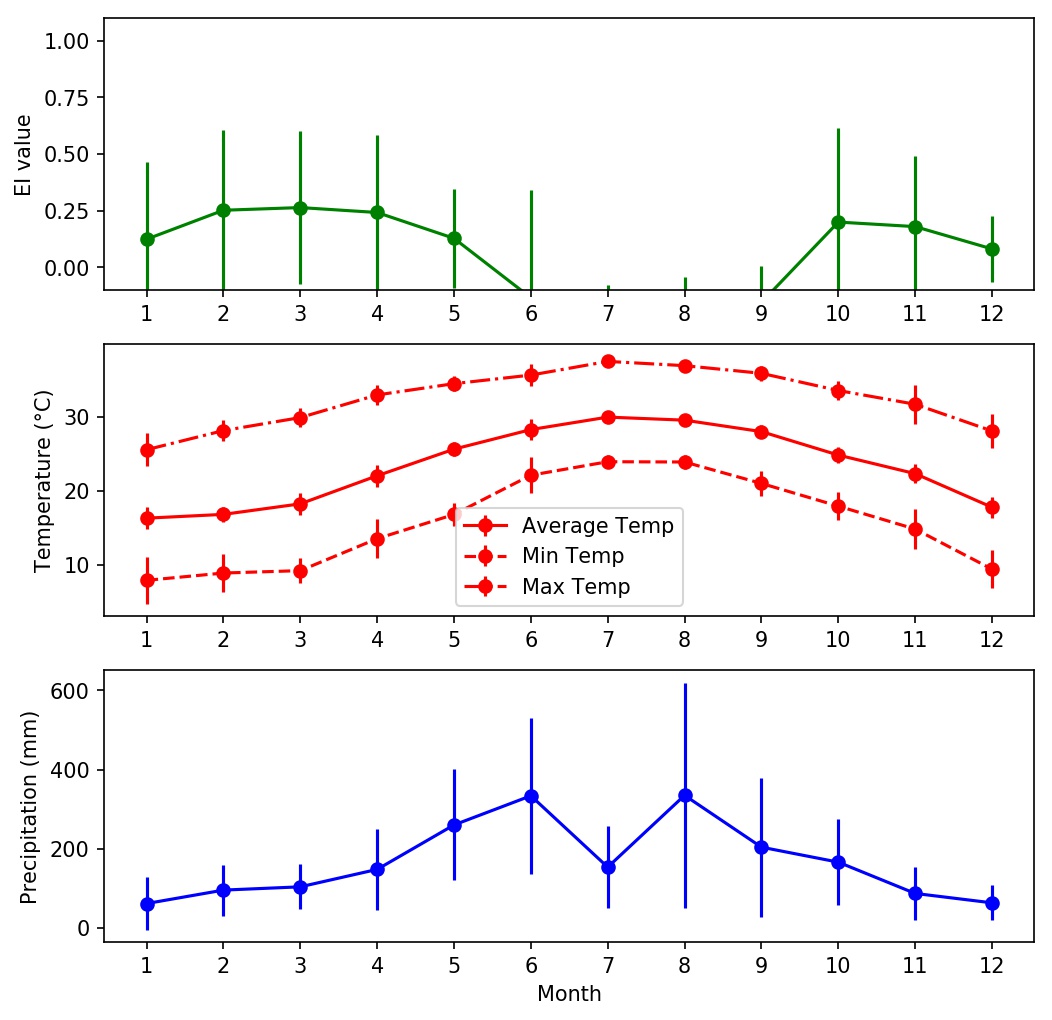 1.00
0.75
0.50
0.25
0.00
EI value
1 2 3 4 5 6 7 8 9 10 11 12
30
20
10
Temperature (°C)
Average Temp
Min Temp
Max Temp
1 2 3 4 5 6 7 8 9 10 11 12
600
400
200
0
Precipitation (mm)
1 2 3 4 5 6 7 8 9 10 11 12
Month